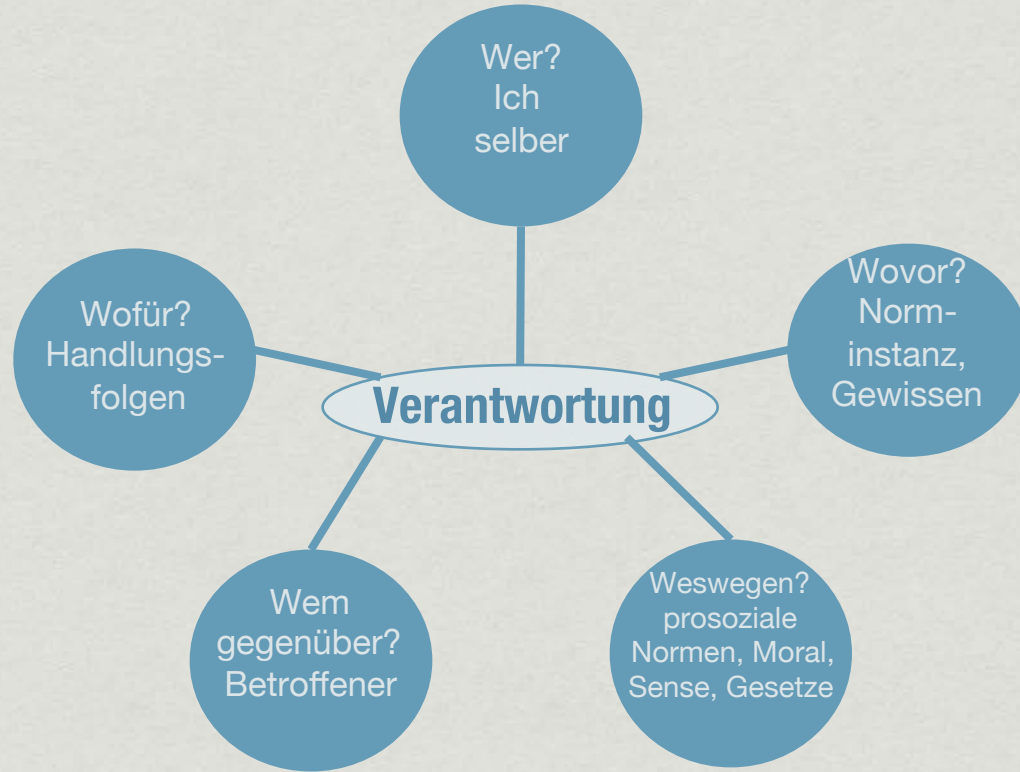 Wer?
Ich
selber
Wovor?
Norm-
instanz,
Gewissen
Wofür?
Handlungs-
folgen
Verantwortung
Wem
gegenüber?
Betroffener
Weswegen?
prosoziale
Normen, Moral,
Sense, Gesetze